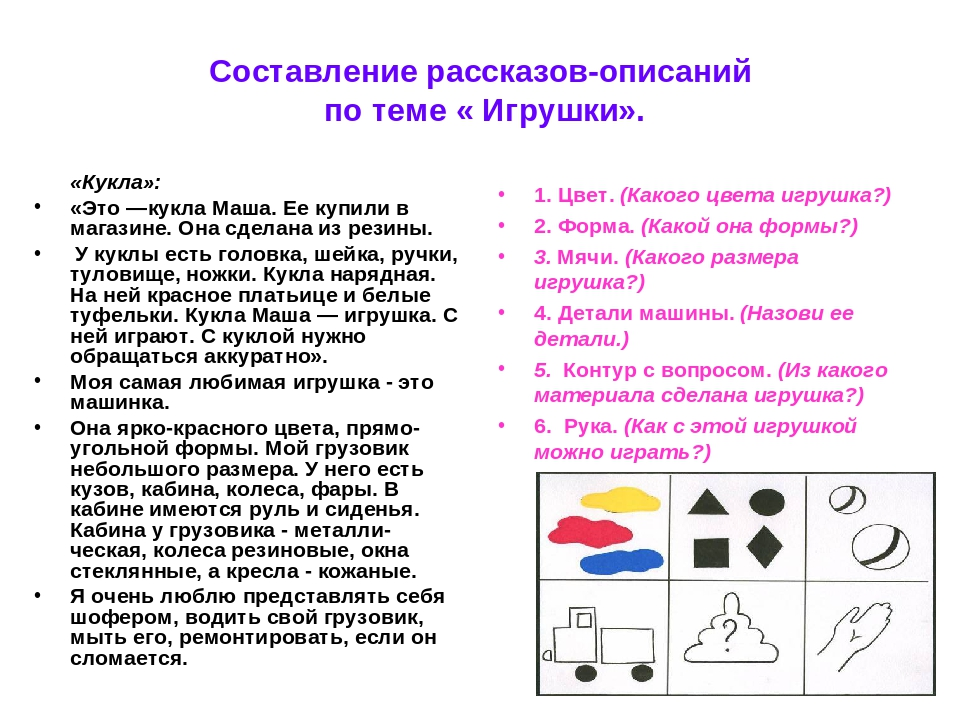 Составление рассказов-описаний
по теме « Игрушки».
«Кукла»:
• «Это —кукла Маша. Ее купили в
магазине. Она сделана из резины.
• У куклы есть головка, шейка, ручки,
туловище, ножки. Кукла нарядная.
На ней красное платьице и белые
туфельки. Кукла Маша — игрушка. С
ней играют. С куклой нужно
обращаться аккуратно».
• Моя самая любимая игрушка - это
машинка.
• Она ярко-красного цвета, прямо-
угольной формы. Мой грузовик
небольшого размера. У него есть
кузов, кабина, колеса, фары. В
кабине имеются руль и сиденья.
Кабина у грузовика - металли-
ческая, колеса резиновые, окна
стеклянные, а кресла - кожаные.
• Я очень люблю представлять себя
шофером, водить свой грузовик,
мыть его, ремонтировать, если он
сломается.
• 1. Цвет. (Какого цвета игрушка?)
• 2. Форма. (Какой она формы?)
• 3. Мячи. (Какого размера
игрушка?)
• 4. Детали машины. (Назови ее
детали.)
• 5. Контур с вопросом. (Из какого
материала сделана игрушка?)
• 6. Рука. (Как с этой игрушкой
можно играть?)
?